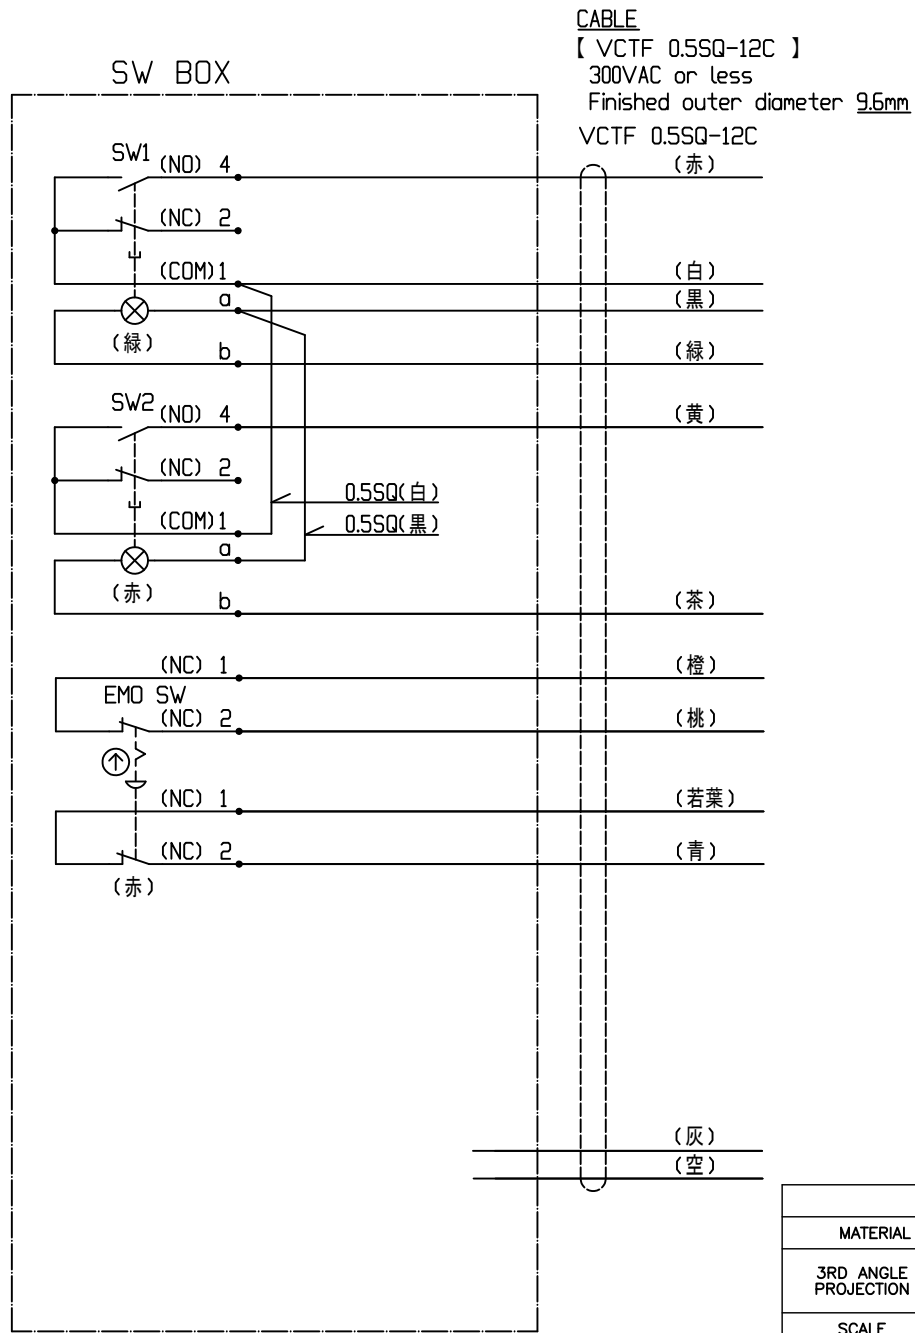 CABLE
【 VCTF 0.5SQ-12C 】
300VAC or less
Finished outer diameter 9.6mm
VCTF 0.5SQ-12C
SW BOX
SW1
(NO) 4
(赤)
(NC) 2
(COM) 1
(白)
a
(黒)
(緑)
b
(緑)
SW2
(NO) 4
(黄)
(NC) 2
0.5SQ(白)
(COM) 1
0.5SQ(黒)
a
(赤)
b
(茶)
(NC) 1
(橙)
EMO SW
(NC) 2
(桃)
(NC) 1
(若葉)
(NC) 2
(青)
(赤)
(灰)
(空)
MATERIAL
3RD ANGLE
PROJECTION
SCALE